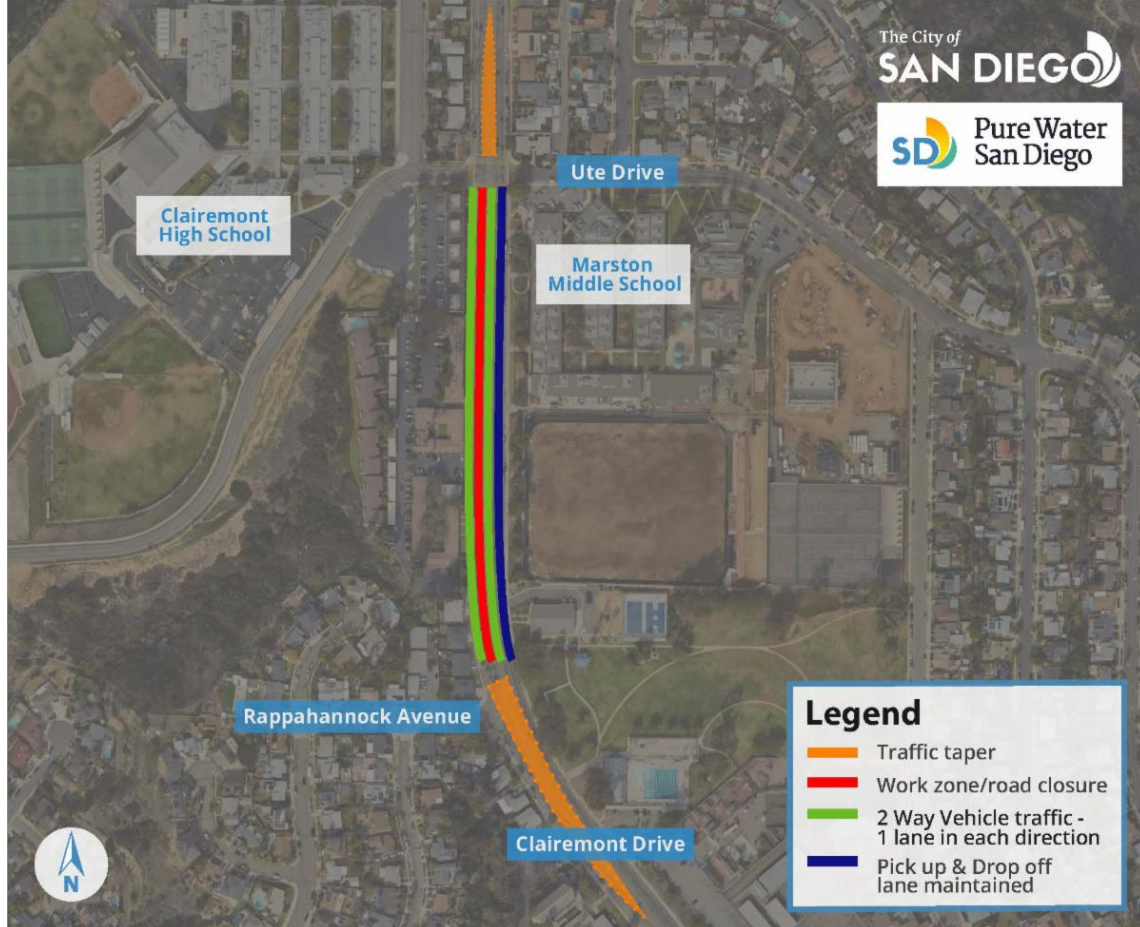 The City of
SAN DIEGO
SD
Pure Water
San Diego
Ute Drive
Clairemont
High School
Marston
Middle School
Rappahannock Avenue
Clairemont Drive
N
Legend
Traffic taper
Work zone/road closure
2 Way Vehicle traffic -
1 lane in each direction
Pick up & Drop off
lane maintained